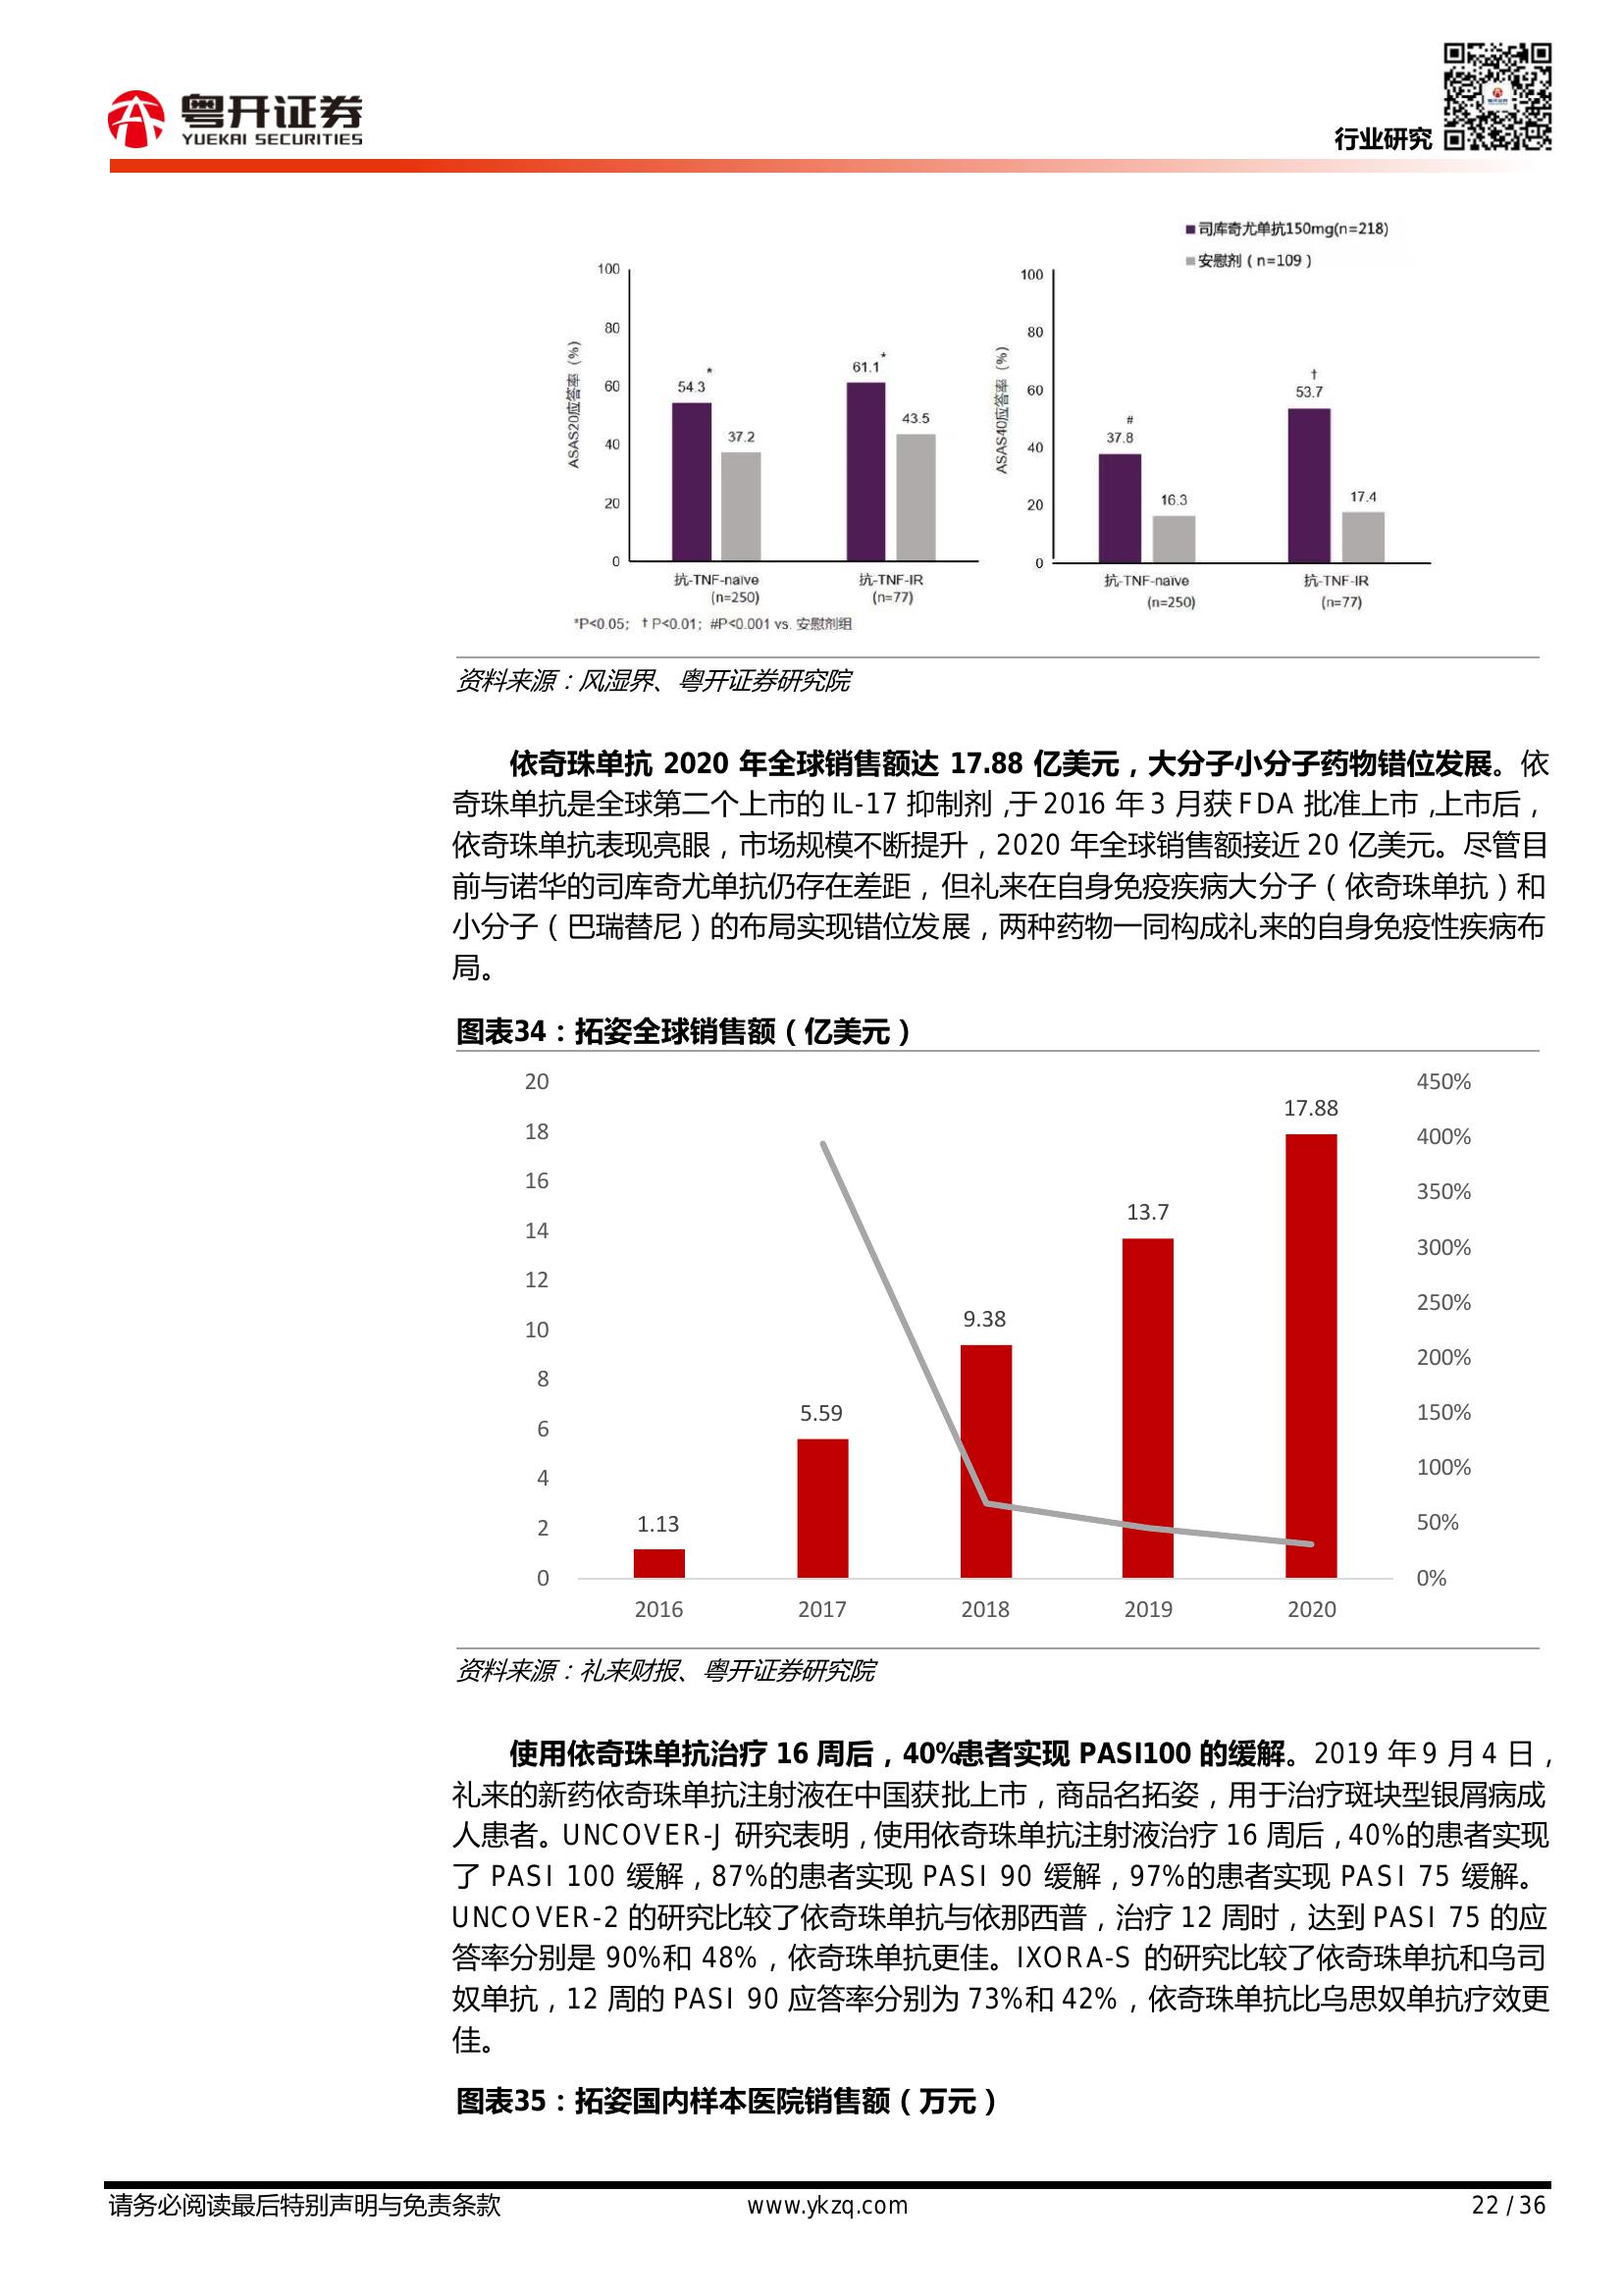 粤开证券
YUEKAI SECURITIES
行业研究
司库奇尤单抗150mg(n=218)
安慰剂（n=109）
ASAS20应答率（%）
100
80
60
40
20
0
54.3
*
37.2
61.1
*
43.5
抗-TNF-naïve
(n=250)
抗-TNF-IR
(n=77)
ASAS40应答率（%）
100
80
60
40
20
0
#
37.8
16.3
†
53.7
17.4
抗-TNF-naïve
(n=250)
抗-TNF-IR
(n=77)
*P<0.05； †P<0.01；#P<0.001 vs. 安慰剂组
资料来源：风湿界、粤开证券研究院
依奇珠单抗 2020 年全球销售额达 17.88 亿美元，大分子小分子药物错位发展。依
奇珠单抗是全球第二个上市的 IL-17 抑制剂，于 2016 年 3 月获 FDA 批准上市，上市后，
依奇珠单抗表现亮眼，市场规模不断提升，2020 年全球销售额接近 20 亿美元。尽管目
前与诺华的司库奇尤单抗仍存在差距，但礼来在自身免疫疾病大分子（依奇珠单抗）和
小分子（巴瑞替尼）的布局实现错位发展，两种药物一同构成礼来的自身免疫性疾病布
局。
图表34：拓姿全球销售额（亿美元）
20
18
16
14
12
10
8
6
4
2
0
1.13
5.59
9.38
13.7
17.88
450%
400%
350%
300%
250%
200%
150%
100%
50%
0%
2016
2017
2018
2019
2020
资料来源：礼来财报、粤开证券研究院
使用依奇珠单抗治疗 16 周后，40%患者实现 PASI100 的缓解。2019 年 9 月 4 日，
礼来的新药依奇珠单抗注射液在中国获批上市，商品名拓姿，用于治疗斑块型银屑病成
人患者。UNCOVER-J 研究表明，使用依奇珠单抗注射液治疗 16 周后，40%的患者实现
了 PASI 100 缓解，87%的患者实现 PASI 90 缓解，97%的患者实现 PASI 75 缓解。
UNCOVER-2 的研究比较了依奇珠单抗与依那西普，治疗 12 周时，达到 PASI 75 的应
答率分别是 90%和 48%，依奇珠单抗更佳。IXORA-S 的研究比较了依奇珠单抗和乌司
奴单抗，12 周的 PASI 90 应答率分别为 73%和 42%，依奇珠单抗比乌思奴单抗疗效更
佳。
图表35：拓姿国内样本医院销售额（万元）
请务必阅读最后特别声明与免责条款
www.ykzq.com
22 / 36